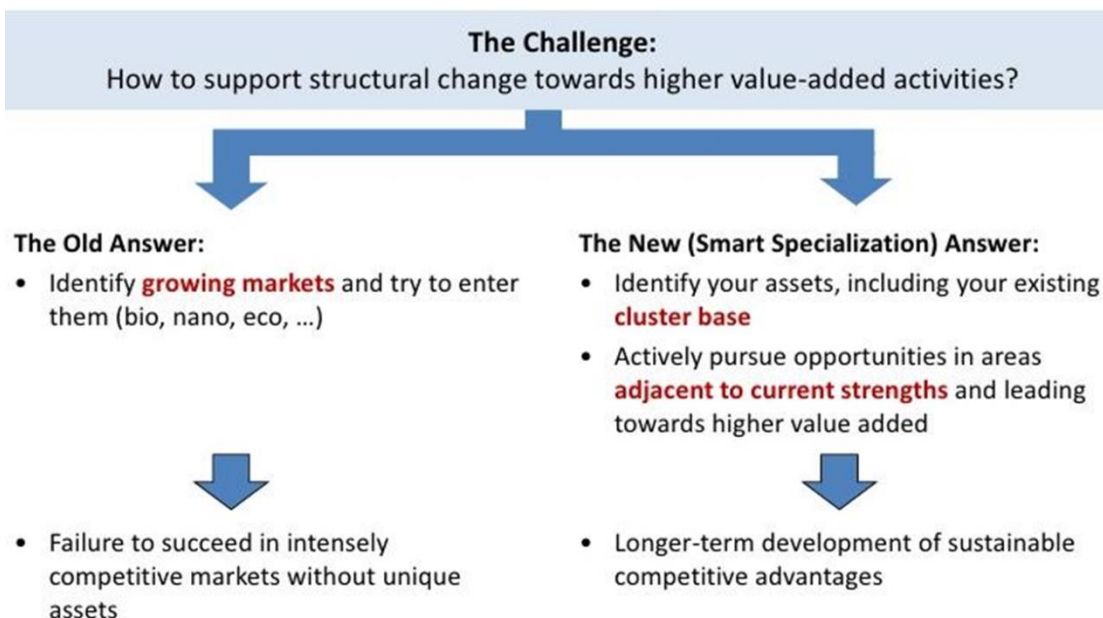 The Challenge:
How to support structural change towards higher value-added activities?
The Old Answer:
• Identify growing markets and try to enter
them (bio, nano, eco, ...)
• Failure to succeed in intensely
competitive markets without unique
assets
The New (Smart Specialization) Answer:
• Identify your assets, including your existing
cluster base
• Actively pursue opportunities in areas
adjacent to current strengths and leading
towards higher value added
• Longer-term development of sustainable
competitive advantages